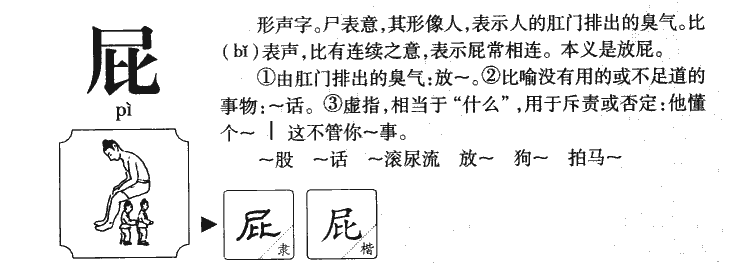 屁
pì
形声字。尸表意,其形像人,表示人的肛门排出的臭气。比
(bǐ)表声,比有连续之意,表示屁常相连。本义是放屁。
①由肛门排出的臭气:放～。②比喻没有用的或不足道的
事物:～话。③虚指,相当于“什么”,用于斥责或否定:他懂
个～｜这不管你～事。
～股 ～话 ～滚尿流 放～ 狗～ 拍马～
屁 隶 屁 楷